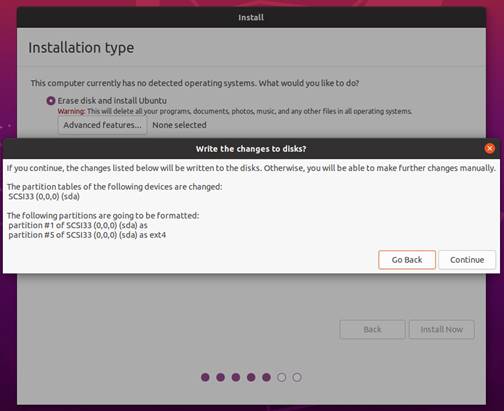 Install
Installation type
This computer currently has no detected operating systems. What would you like to do?
Erase disk and install Ubuntu
Warning: This will delete all your programs, documents, photos, music, and any other files in all operating systems.
Advanced features... None selected
Write the changes to disks?
If you continue, the changes listed below will be written to the disks. Otherwise, you will be able to make further changes manually.
The partition tables of the following devices are changed:
SCSI33 (0,0,0) (sda)
The following partitions are going to be formatted:
partition #1 of SCSI33 (0,0,0) (sda) as
partition #5 of SCSI33 (0,0,0) (sda) as ext4
Go Back Continue
Back Install Now